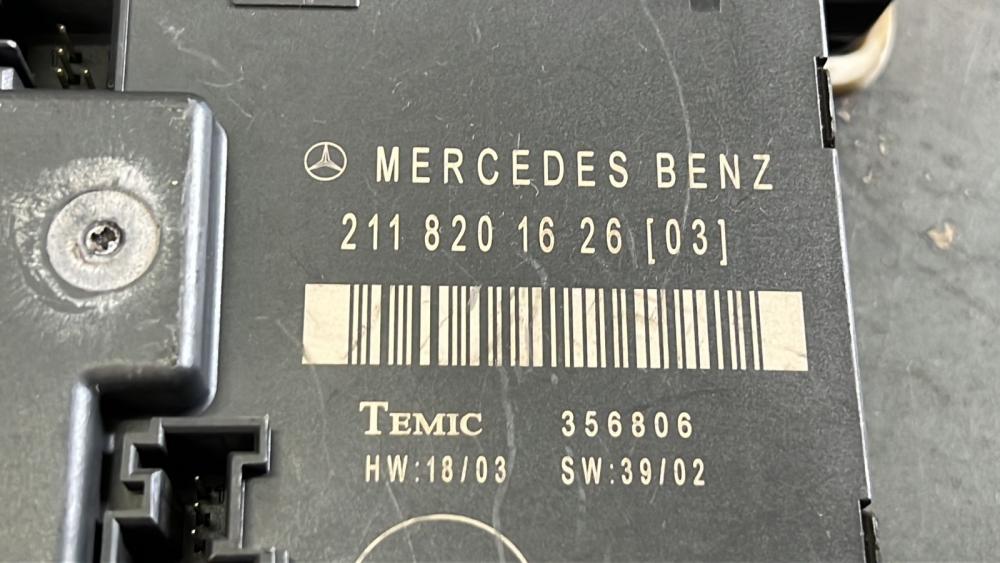 MERCEDES BENZ
211 820 16 26 [03]
TEMIC 356806
HW:18/03 SW:39/02